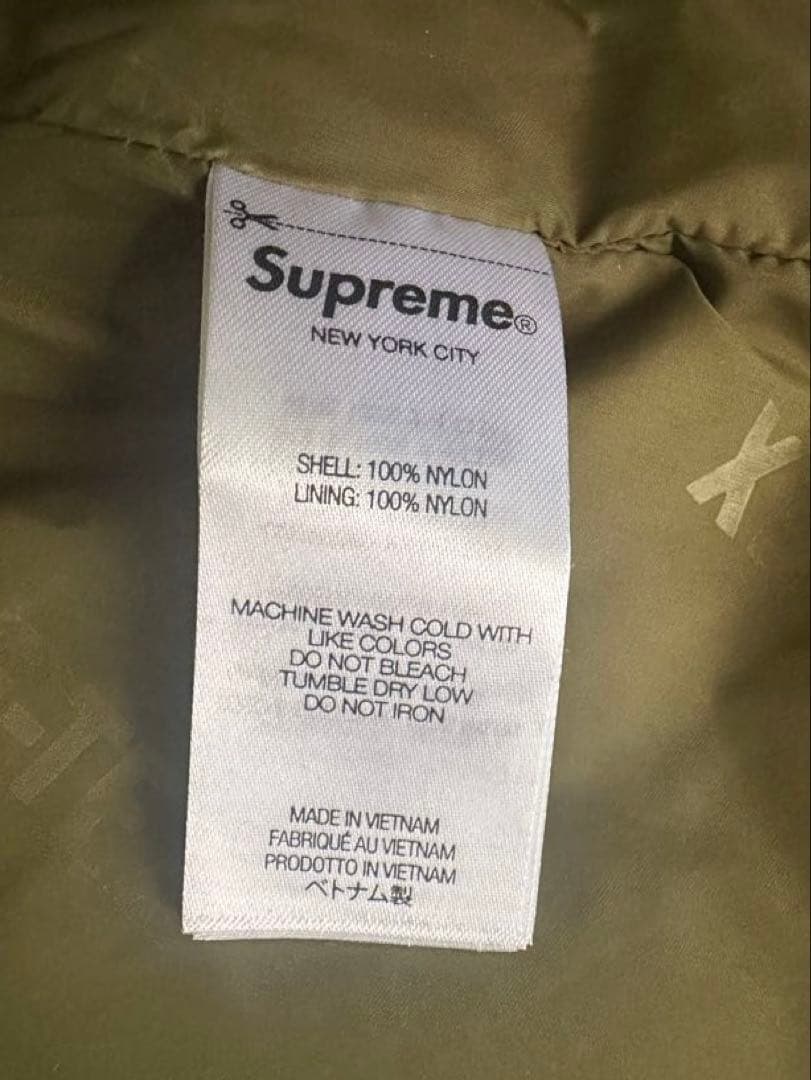 Supreme®
NEW YORK CITY
SHELL: 100% NYLON
LINING: 100% NYLON
MACHINE WASH COLD WITH
LIKE COLORS
DO NOT BLEACH
TUMBLE DRY LOW
DO NOT IRON
MADE IN VIETNAM
FABRIQUÉ AU VIETNAM
PRODOTTO IN VIETNAM
ベトナム製
X